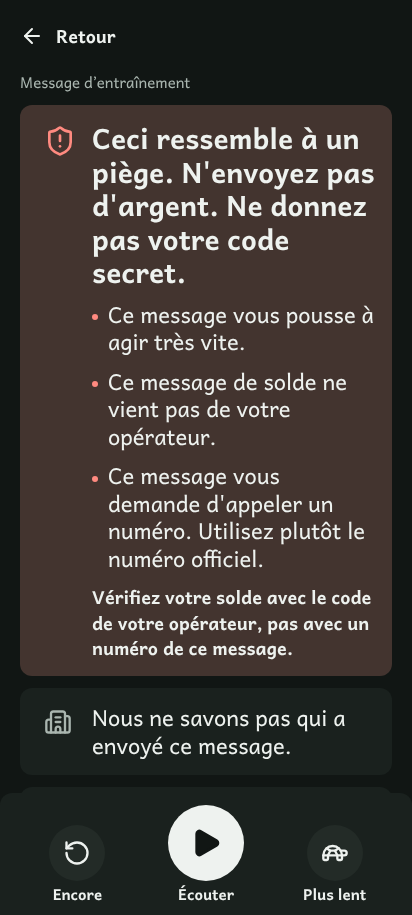 Retour
Message d’entraînement
Ceci ressemble à un
piège. N'envoyez pas
d'argent. Ne donnez
pas votre code
secret.
Ce message vous pousse à
agir très vite.
Ce message de solde ne
vient pas de votre
opérateur.
Ce message vous
demande d'appeler un
numéro. Utilisez plutôt le
numéro officiel.
Vérifiez votre solde avec le code
de votre opérateur, pas avec un
numéro de ce message.
Nous ne savons pas qui a
envoyé ce message.
Encore
Écouter
Plus lent